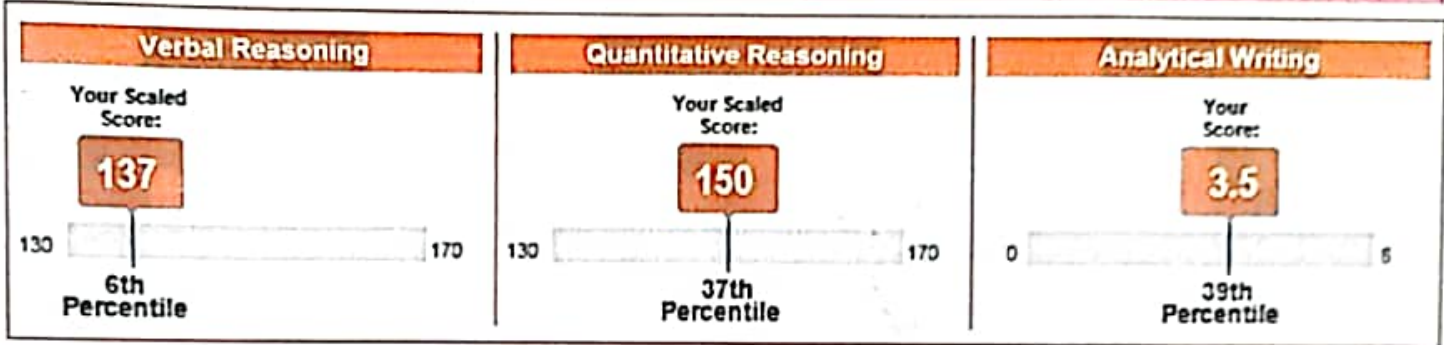 Verbal Reasoning
Your Scaled
Score:
137
130
170
6th
Percentile
Quantitative Reasoning
Your Scaled
Score:
150
130
170
37th
Percentile
Analytical Writing
Your
Score:
3.5
0
6
39th
Percentile